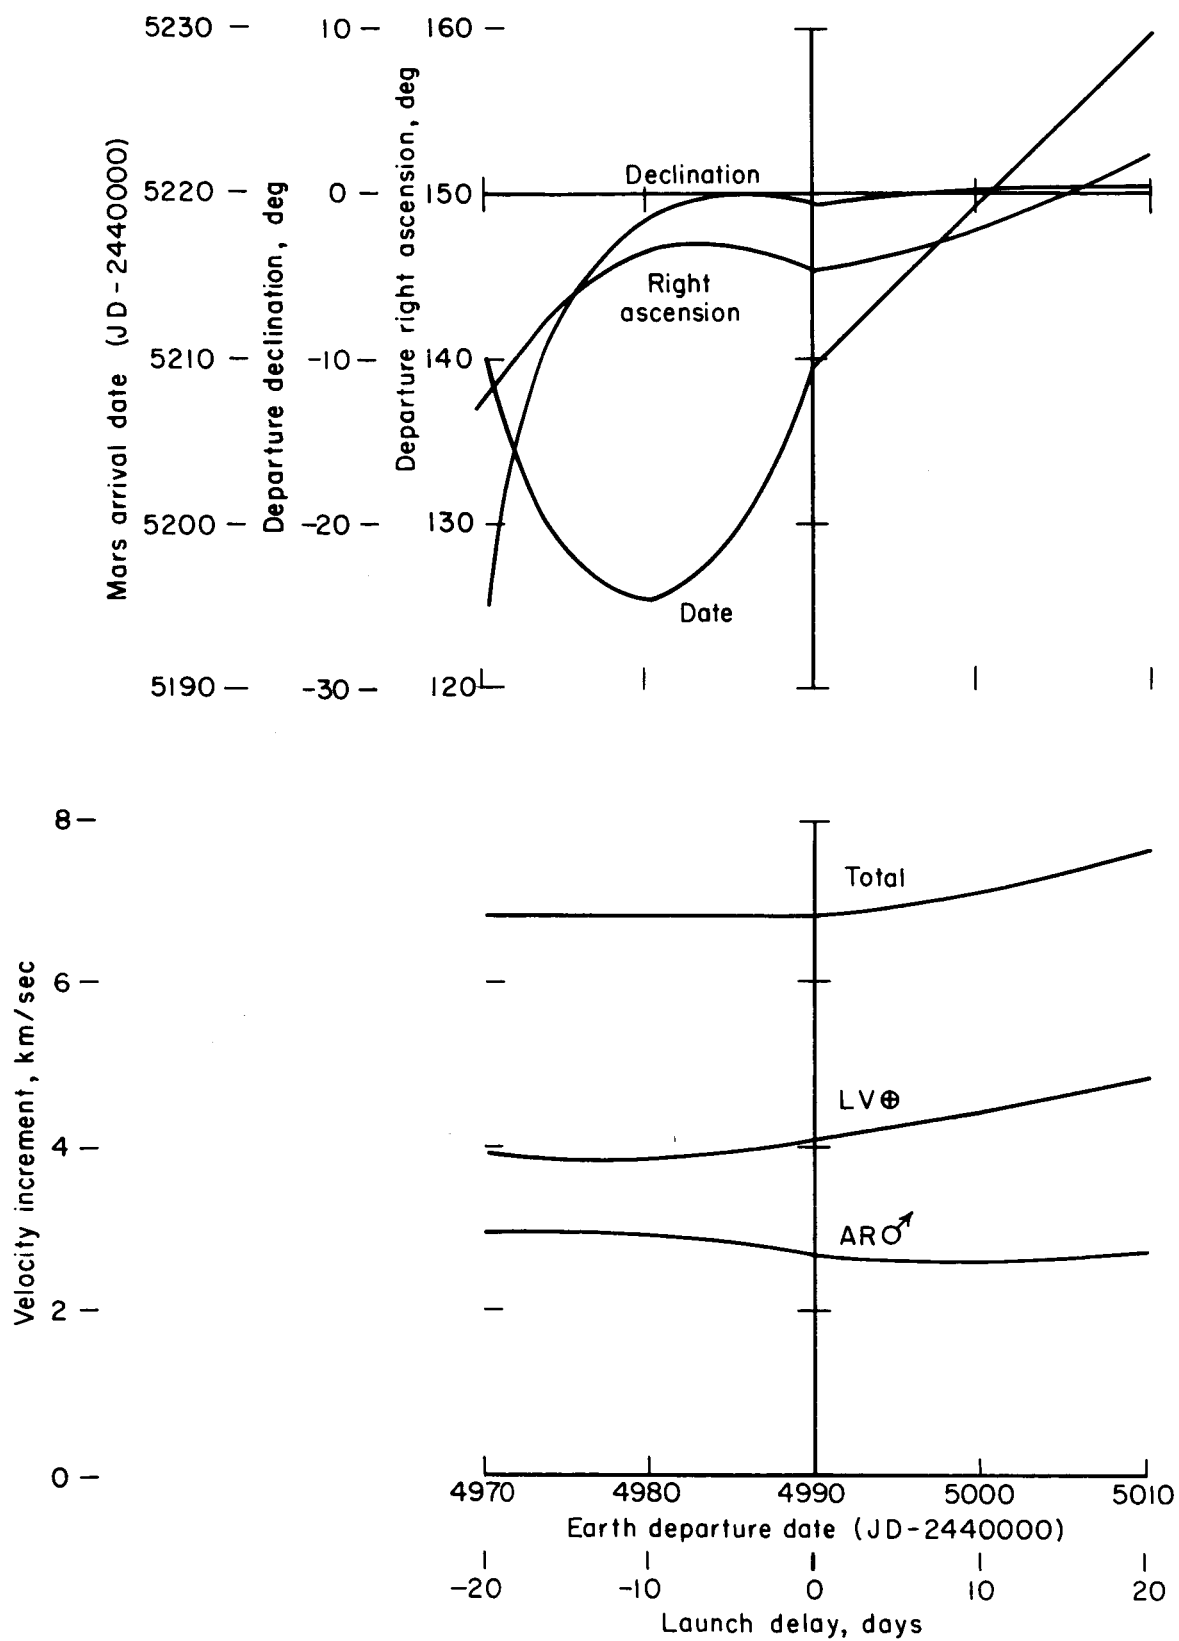 5230 — 10 — 160
5220 — 0 — 150
5210 — -10 — 140
5200 — -20 — 130
5190 — -30 — 120
Mars arrival date (JD-2440000)
Departure declination, deg
Departure right ascension, deg
Declination
Right
ascension
Date
8
6
4
2
0
Velocity increment, km/sec
Total
LV⊕
AR♂
4970 4980 4990 5000 5010
Earth departure date (JD-2440000)
-20 -10 0 10 20
Launch delay, days